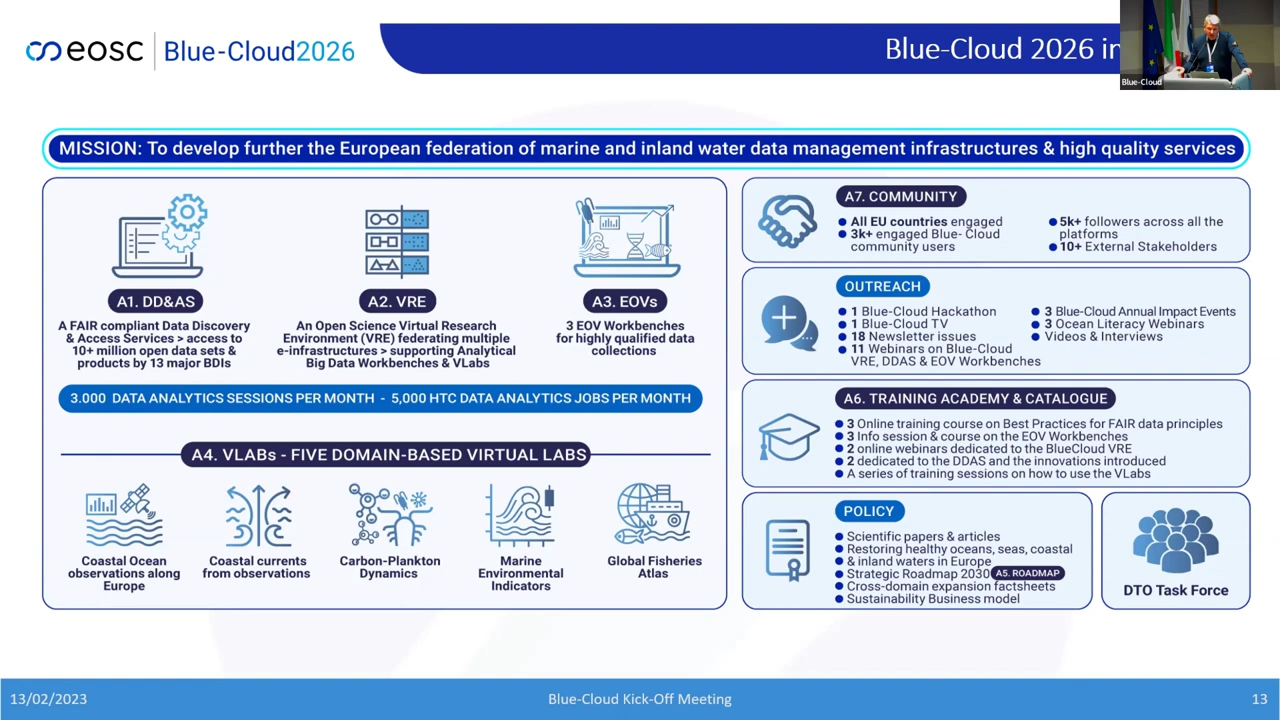 eosc
Blue-Cloud2026
Blue-Cloud 2026 in
Blue-Cloud
MISSION: To develop further the European federation of marine and inland water data management infrastructures & high quality services
A1. DD&AS
A FAIR compliant Data Discovery
& Access Services > access to
10+ million open data sets &
products by 13 major BDIs
A2. VRE
An Open Science Virtual Research
Environment (VRE) federating multiple
e-infrastructures > supporting Analytical
Big Data Workbenches & VLabs
A3. EOVs
3 EOV Workbenches
for highly qualified data
collections
3.000 DATA ANALYTICS SESSIONS PER MONTH - 5,000 HTC DATA ANALYTICS JOBS PER MONTH
A4. VLABs - FIVE DOMAIN-BASED VIRTUAL LABS
Coastal Ocean
observations along
Europe
Coastal currents
from observations
Carbon-Plankton
Dynamics
Marine
Environmental
Indicators
Global Fisheries
Atlas
A7. COMMUNITY
All EU countries engaged
3k+ engaged Blue- Cloud
community users
5k+ followers across all the
platforms
10+ External Stakeholders
OUTREACH
1 Blue-Cloud Hackathon
1 Blue-Cloud TV
18 Newsletter issues
11 Webinars on Blue-Cloud
VRE, DDAS & EOV Workbenches
3 Blue-Cloud Annual Impact Events
3 Ocean Literacy Webinars
Videos & Interviews
A6. TRAINING ACADEMY & CATALOGUE
3 Online training course on Best Practices for FAIR data principles
3 Info session & course on the EOV Workbenches
2 online webinars dedicated to the BlueCloud VRE
2 dedicated to the DDAS and the innovations introduced
A series of training sessions on how to use the VLabs
POLICY
Scientific papers & articles
Restoring healthy oceans, seas, coastal
& inland waters in Europe
Strategic Roadmap 2030 A5. ROADMAP
Cross-domain expansion factsheets
Sustainability Business model
DTO Task Force
13/02/2023
Blue-Cloud Kick-Off Meeting
13